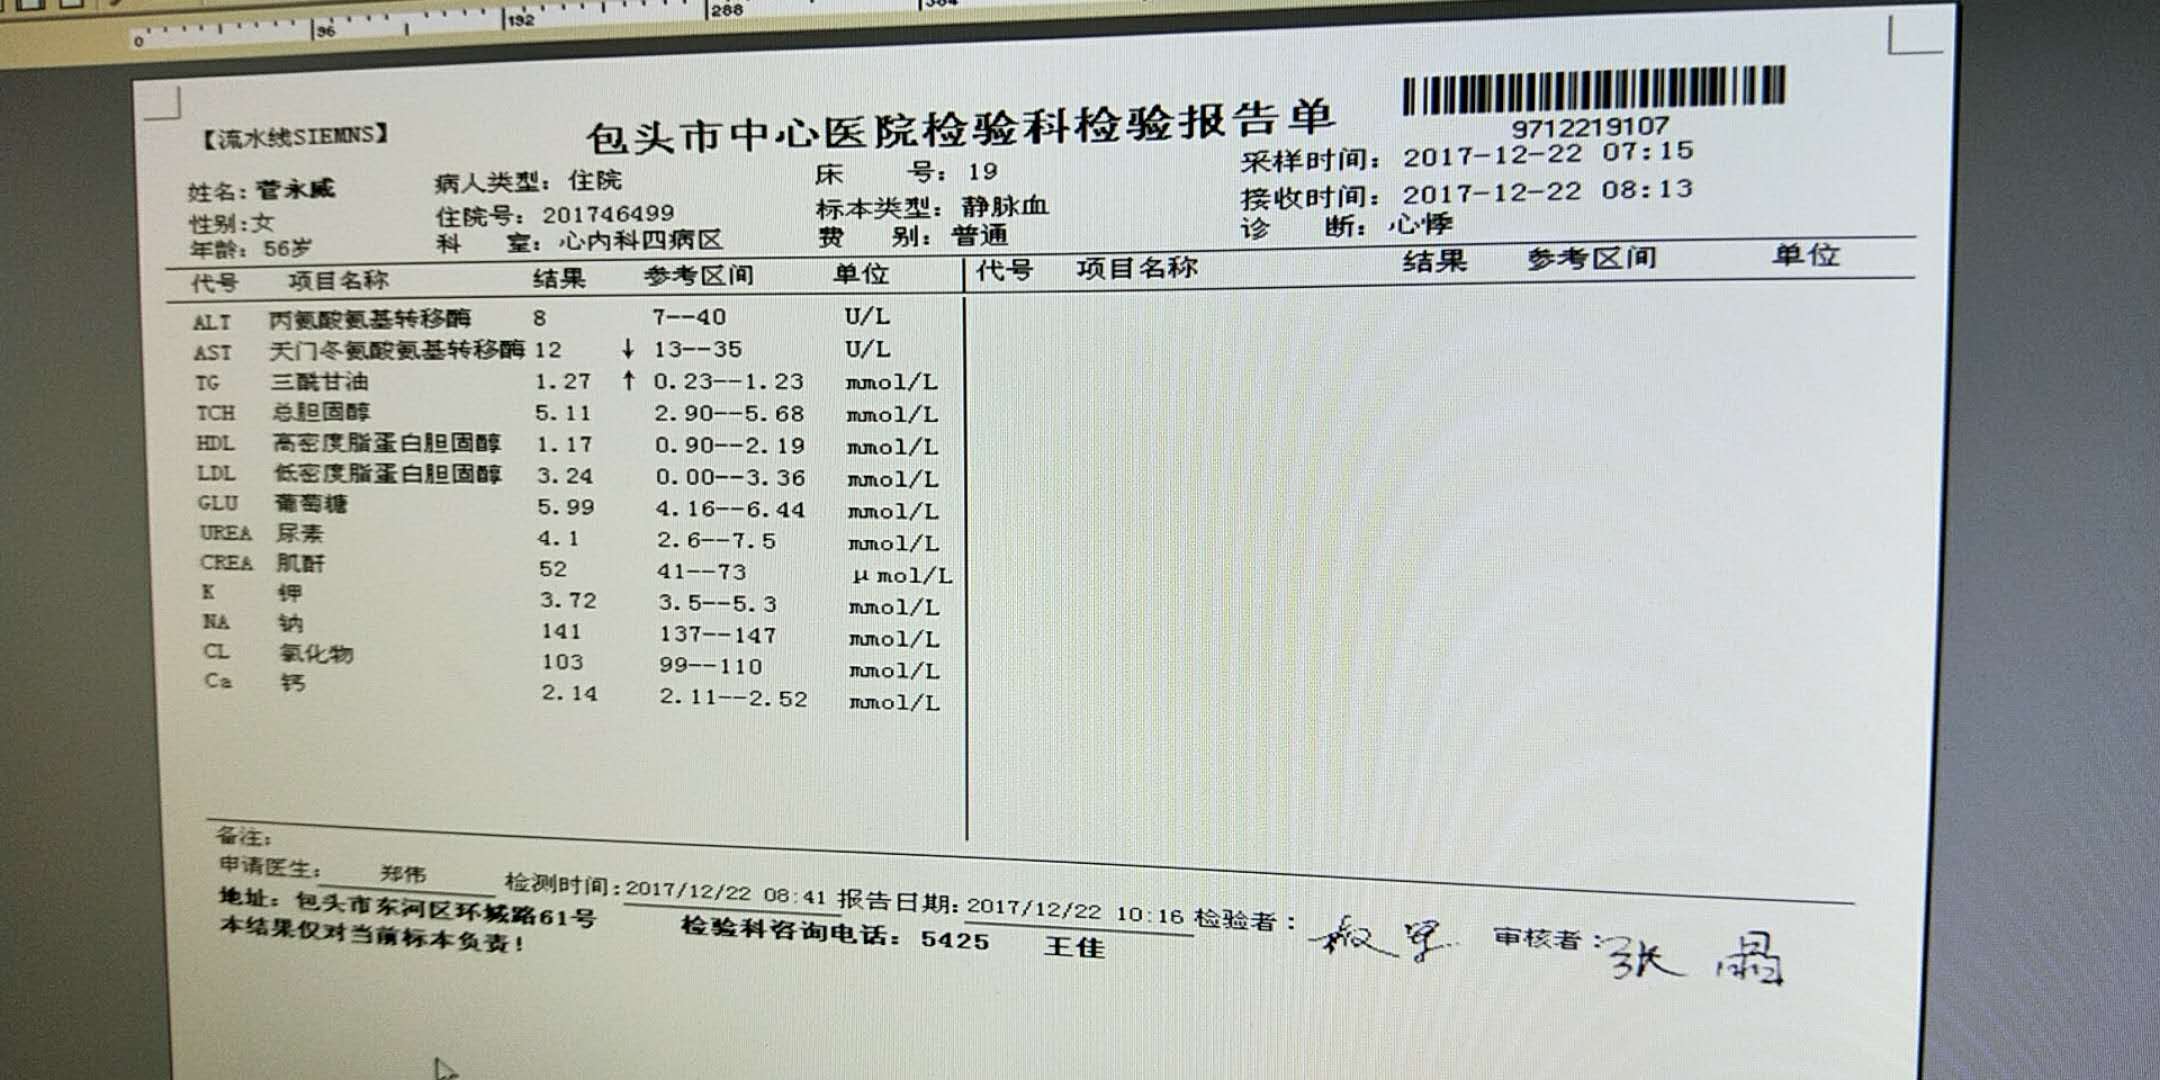 0 96 192 288 384
【流水线SIEMNS】
包头市中心医院检验科检验报告单
9712219107
姓名: 菅永威 病人类型: 住院 床 号: 19 采样时间: 2017-12-22 07:15
性别:女 住院号: 201746499 标本类型: 静脉血 接收时间: 2017-12-22 08:13
年龄: 56岁 科 室: 心内科四病区 费 别: 普通 诊 断: 心悸
代号 项目名称 结果 参考区间 单位 代号 项目名称 结果 参考区间 单位
ALT 丙氨酸氨基转移酶 8 7--40 U/L
AST 天门冬氨酸氨基转移酶 12 ↓ 13--35 U/L
TG 三酰甘油 1.27 ↑ 0.23--1.23 mmol/L
TCH 总胆固醇 5.11 2.90--5.68 mmol/L
HDL 高密度脂蛋白胆固醇 1.17 0.90--2.19 mmol/L
LDL 低密度脂蛋白胆固醇 3.24 0.00--3.36 mmol/L
GLU 葡萄糖 5.99 4.16--6.44 mmol/L
UREA 尿素 4.1 2.6--7.5 mmol/L
CREA 肌酐 52 41--73 μmol/L
K 钾 3.72 3.5--5.3 mmol/L
NA 钠 141 137--147 mmol/L
CL 氯化物 103 99--110 mmol/L
Ca 钙 2.14 2.11--2.52 mmol/L
备注:
申请医生: 郑伟 检测时间:2017/12/22 08:41 报告日期:2017/12/22 10:16 检验者: 审核者: 张晶
地址: 包头市东河区环城路61号 检验科咨询电话: 5425 王佳
本结果仅对当前标本负责!